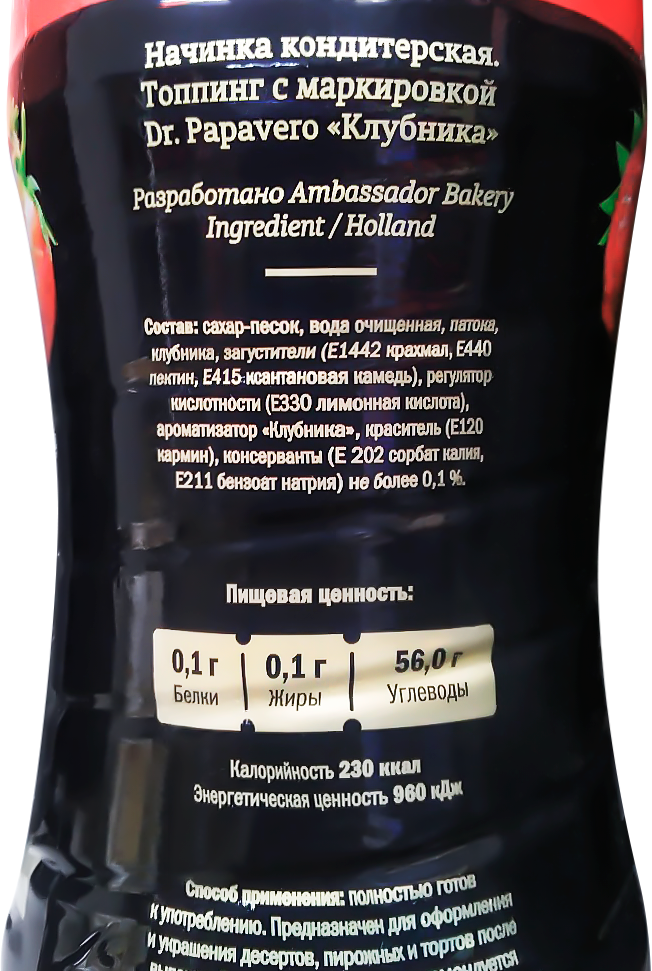 Начинка кондитерская.
Топпинг с маркировкой
Dr. Papavero «Клубника»
Разработано Ambassador Bakery
Ingredient / Holland
Состав: сахар-песок, вода очищенная, патока,
клубника, загустители (Е1442 крахмал, Е440
пектин, Е415 ксантановая камедь), регулятор
кислотности (Е330 лимонная кислота),
ароматизатор «Клубника», краситель (Е120
кармин), консерванты (Е 202 сорбат калия,
Е211 бензоат натрия) не более 0,1 %.
Пищевая ценность:
0,1 г 0,1 г 56,0 г
Белки Жиры Углеводы
Калорийность 230 ккал
Энергетическая ценность 960 кДж
Способ применения: полностью готов
к употреблению. Предназначен для оформления
и украшения десертов, пирожных и тортов после